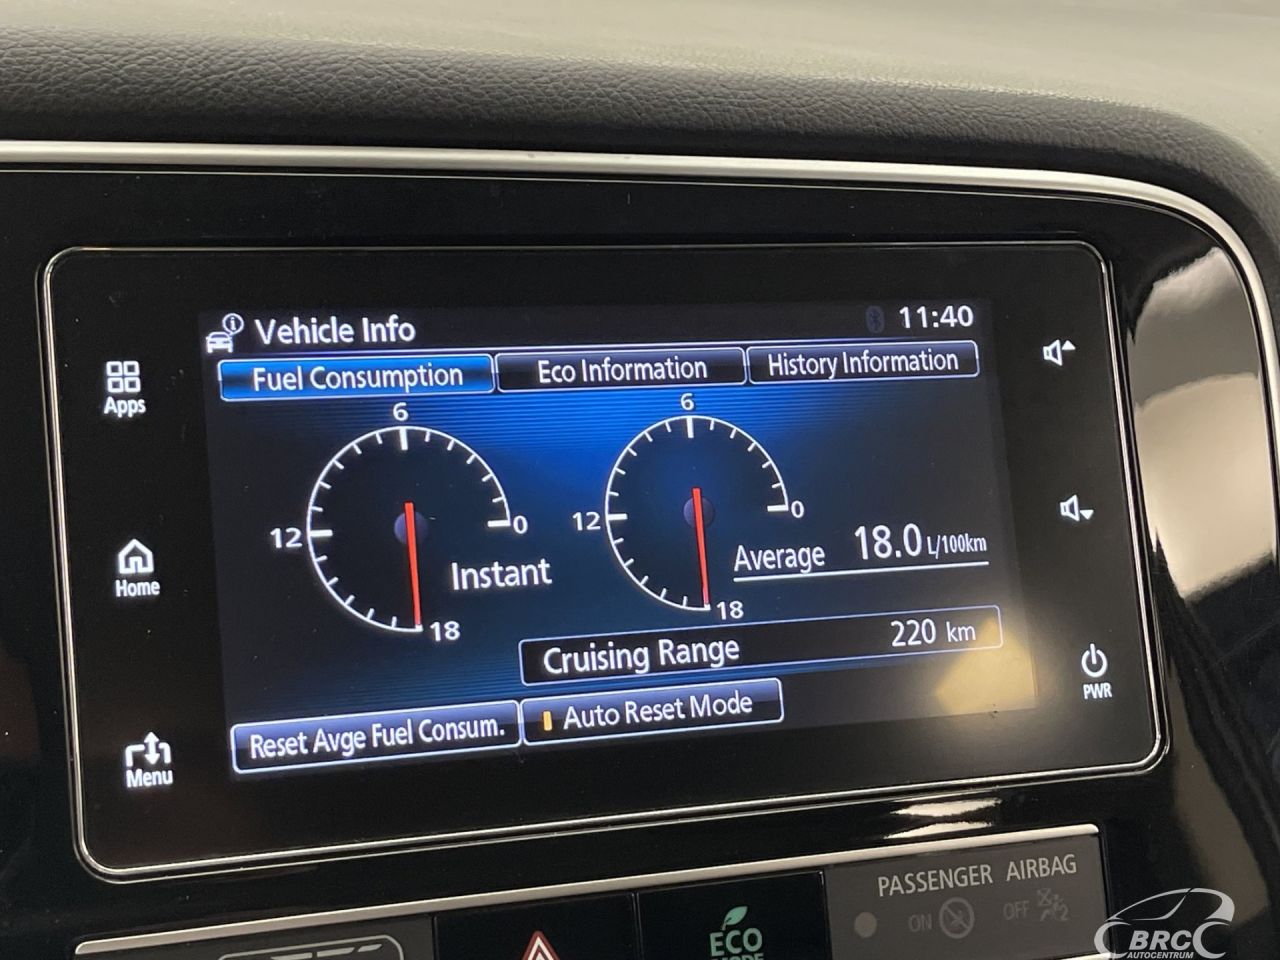 Vehicle Info
11:40
Fuel Consumption
Eco Information
History Information
Apps
6
12
0
18
Instant
6
12
0
18
Average 18.0 L/100km
Home
Cruising Range 220 km
Reset Avge Fuel Consum.
Auto Reset Mode
Menu
PWR
PASSENGER AIRBAG
ON
OFF
ECO
MODE
BRC
AUTOCENTRUM